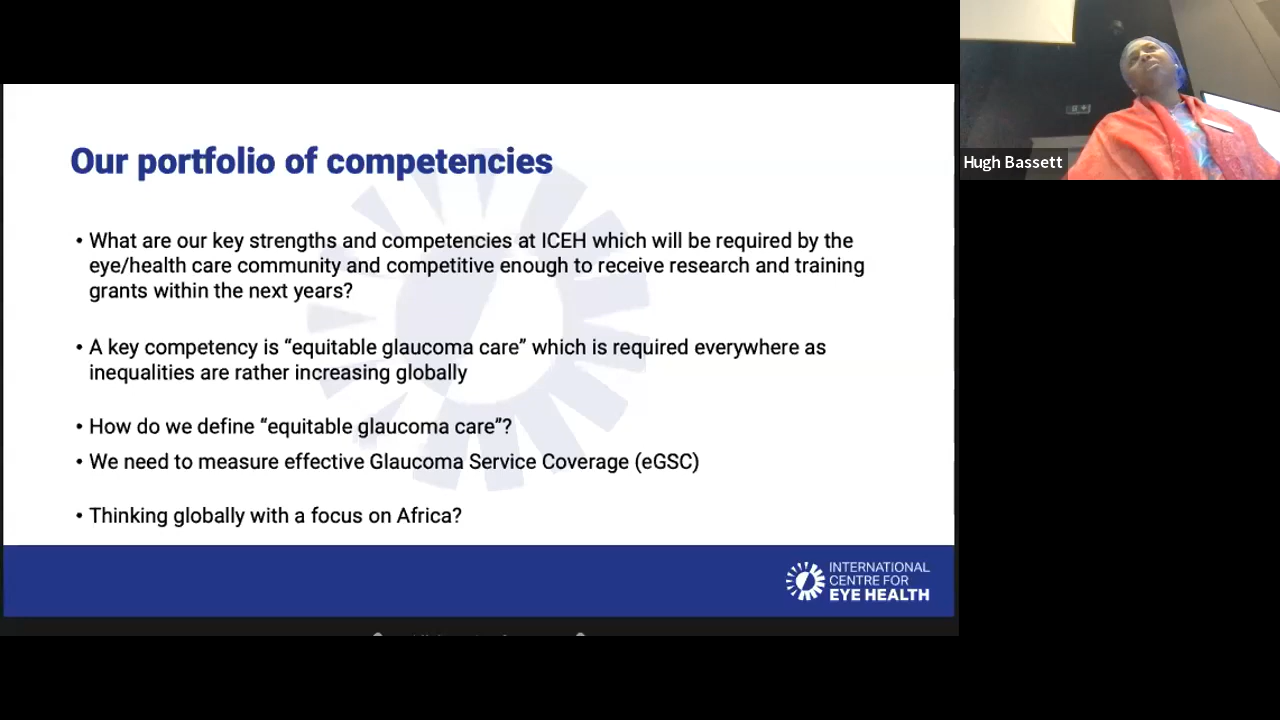 Our portfolio of competencies
• What are our key strengths and competencies at ICEH which will be required by the
eye/health care community and competitive enough to receive research and training
grants within the next years?
• A key competency is “equitable glaucoma care” which is required everywhere as
inequalities are rather increasing globally
• How do we define “equitable glaucoma care”?
• We need to measure effective Glaucoma Service Coverage (eGSC)
• Thinking globally with a focus on Africa?
INTERNATIONAL
CENTRE FOR
EYE HEALTH
Hugh Bassett